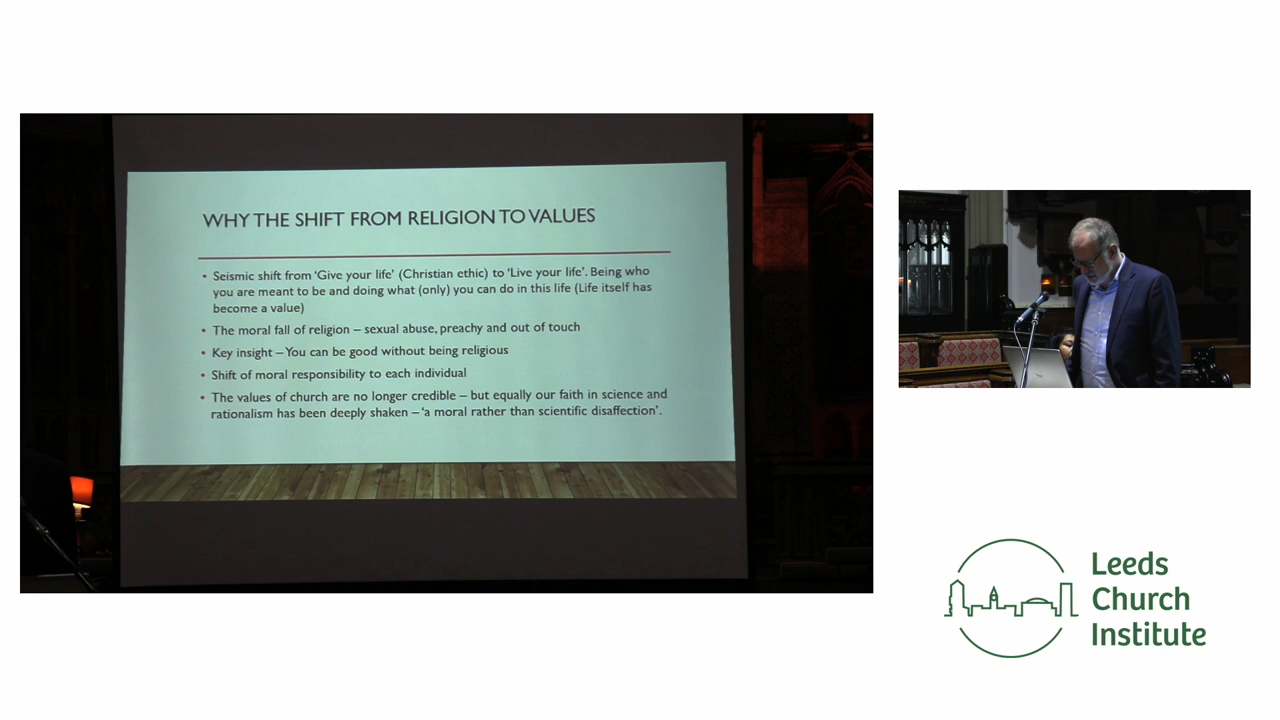 WHY THE SHIFT FROM RELIGION TO VALUES
• Seismic shift from 'Give your life' (Christian ethic) to 'Live your life'. Being who
you are meant to be and doing what (only) you can do in this life (Life itself has
become a value)
• The moral fall of religion – sexual abuse, preachy and out of touch
• Key insight – You can be good without being religious
• Shift of moral responsibility to each individual
• The values of church are no longer credible – but equally our faith in science and
rationalism has been deeply shaken – 'a moral rather than scientific disaffection'.
Leeds
Church
Institute